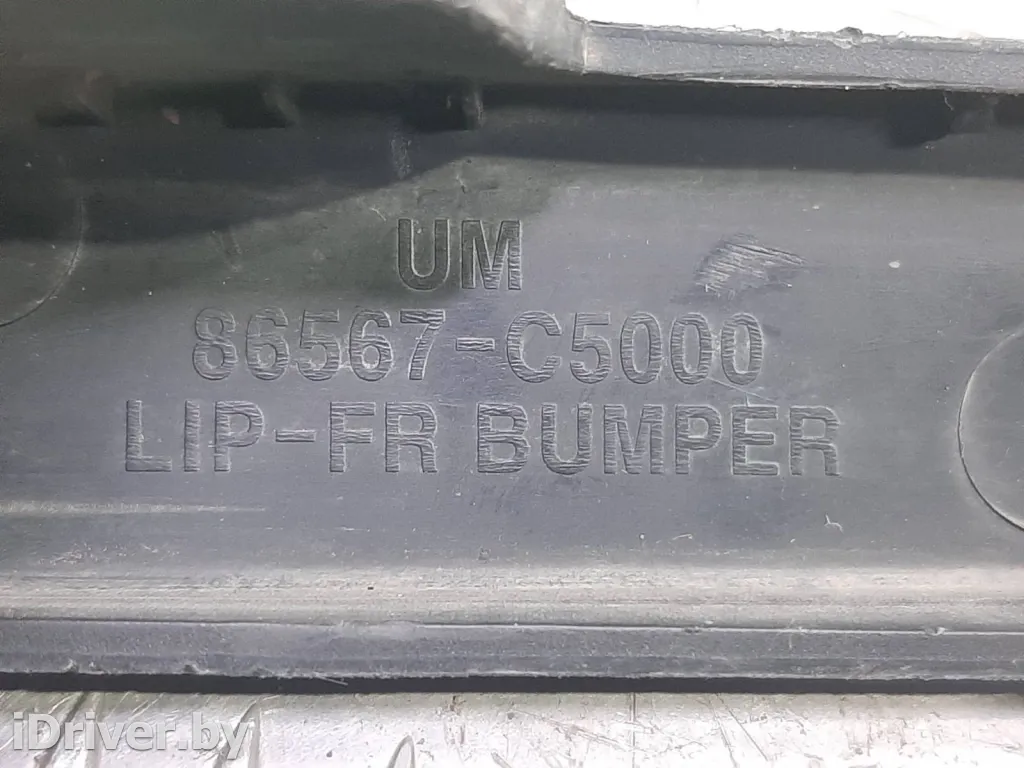 UM
86567-C5000
LIP-FR BUMPER
iDriver.by